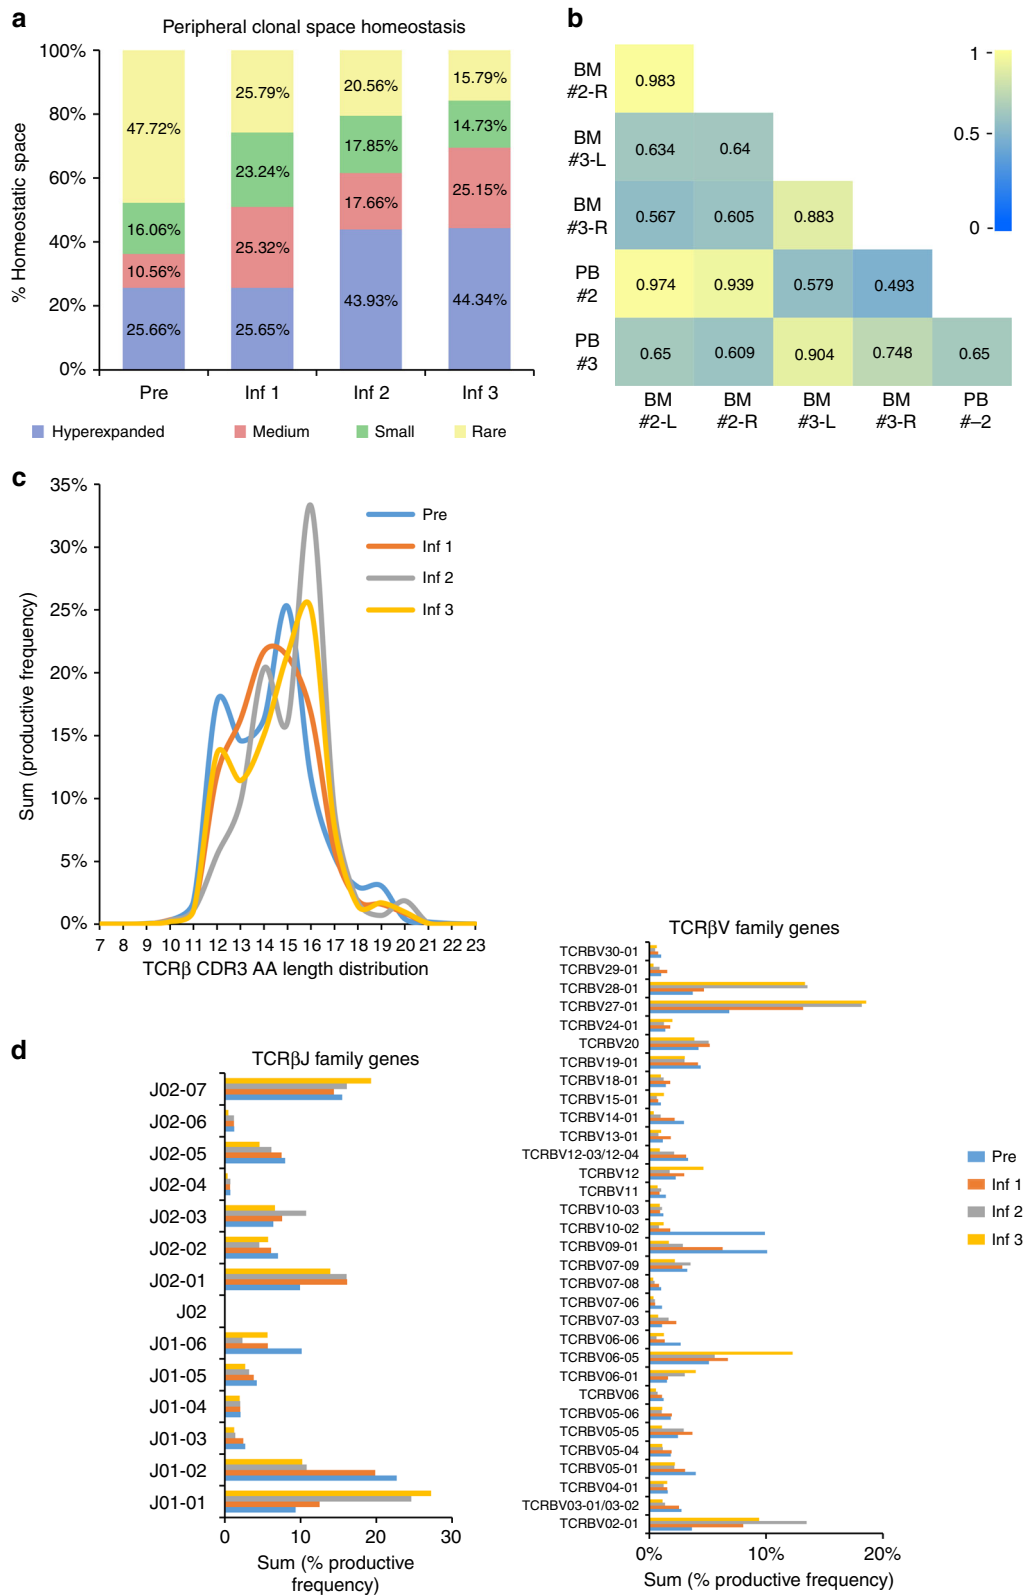 a
Peripheral clonal space homeostasis
% Homeostatic space
100%
80%
60%
40%
20%
0%
47.72%
16.06%
10.56%
25.66%
25.79%
23.24%
25.32%
25.65%
20.56%
17.85%
17.66%
43.93%
15.79%
14.73%
25.15%
44.34%
Pre
Inf 1
Inf 2
Inf 3
Hyperexpanded
Medium
Small
Rare
b
BM
#2-R
0.983
BM
#3-L
0.634
0.64
BM
#3-R
0.567
0.605
0.883
PB
#2
0.974
0.939
0.579
0.493
PB
#3
0.65
0.609
0.904
0.748
0.65
BM
#2-L
BM
#2-R
BM
#3-L
BM
#3-R
PB
#–2
1
0.5
0
c
Sum (productive frequency)
35%
30%
25%
20%
15%
10%
5%
0%
7 8 9 10 11 12 13 14 15 16 17 18 19 20 21 22 23
TCRβ CDR3 AA length distribution
Pre
Inf 1
Inf 2
Inf 3
d
TCRβJ family genes
J02-07
J02-06
J02-05
J02-04
J02-03
J02-02
J02-01
J02
J01-06
J01-05
J01-04
J01-03
J01-02
J01-01
0 10 20 30
Sum (% productive
frequency)
TCRβV family genes
TCRBV30-01
TCRBV29-01
TCRBV28-01
TCRBV27-01
TCRBV24-01
TCRBV20
TCRBV19-01
TCRBV18-01
TCRBV15-01
TCRBV14-01
TCRBV13-01
TCRBV12-03/12-04
TCRBV12
TCRBV11
TCRBV10-03
TCRBV10-02
TCRBV09-01
TCRBV07-09
TCRBV07-08
TCRBV07-06
TCRBV07-03
TCRBV06-06
TCRBV06-05
TCRBV06-01
TCRBV06
TCRBV05-06
TCRBV05-05
TCRBV05-04
TCRBV05-01
TCRBV04-01
TCRBV03-01/03-02
TCRBV02-01
0% 10% 20%
Sum (% productive frequency)
Pre
Inf 1
Inf 2
Inf 3